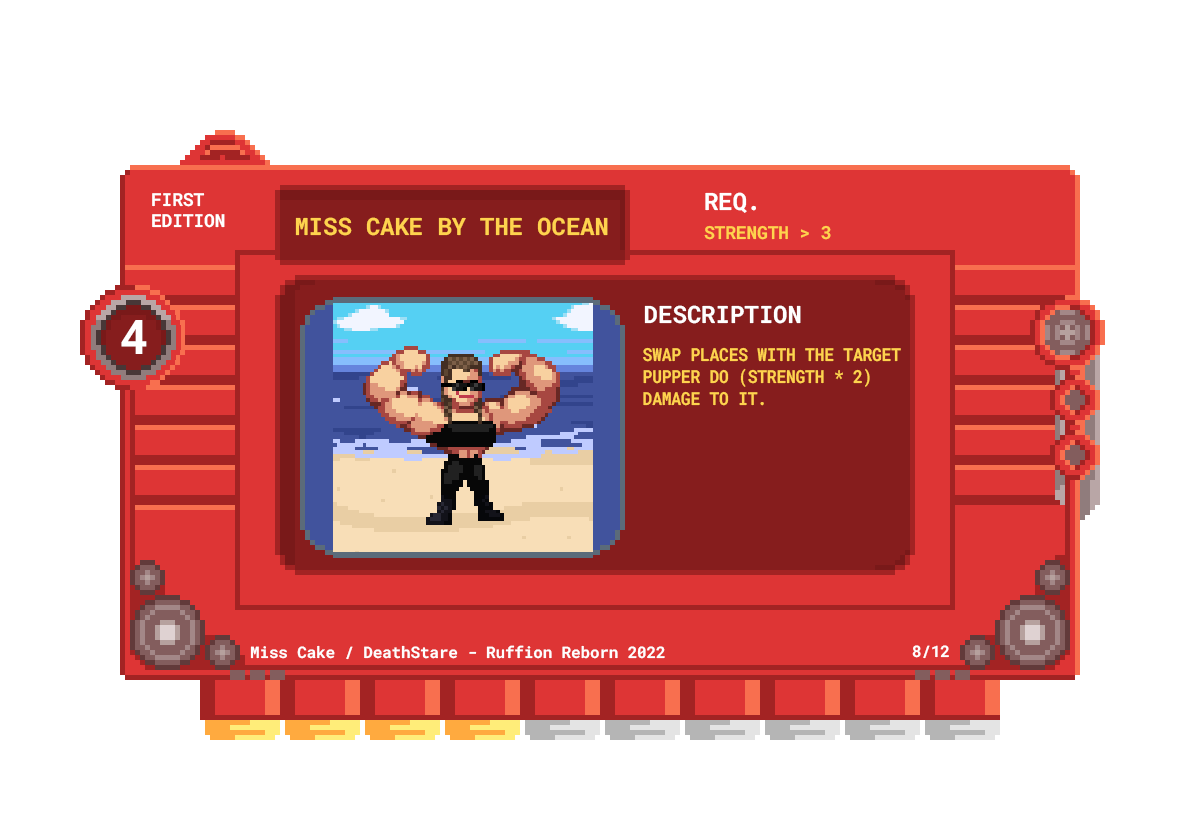 FIRST
EDITION
MISS CAKE BY THE OCEAN
REQ.
STRENGTH > 3
4
DESCRIPTION
SWAP PLACES WITH THE TARGET
PUPPER DO (STRENGTH * 2)
DAMAGE TO IT.
Miss Cake / DeathStare - Ruffion Reborn 2022
8/12